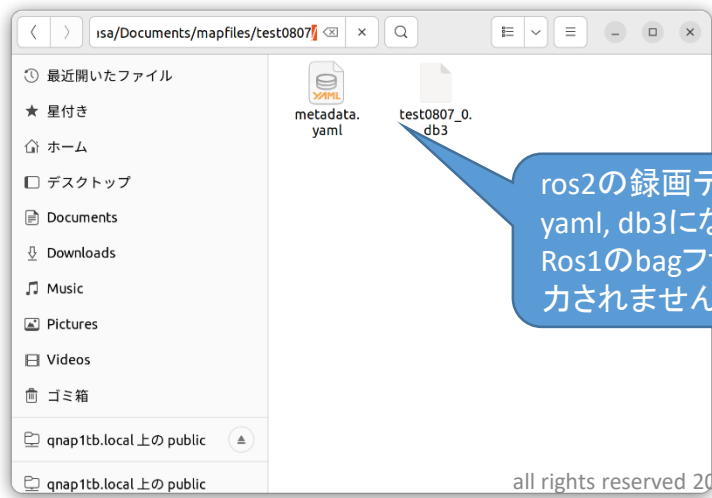 ısa/Documents/mapfiles/test0807/
最近開いたファイル
星付き
ホーム
デスクトップ
Documents
Downloads
Music
Pictures
Videos
ゴミ箱
qnap1tb.local 上の public
qnap1tb.local 上の public
YAML
metadata.
yaml
test0807_0.
db3
ros2の録画デ
yaml, db3にな
Ros1のbagフ
力されません
all rights reserved 20